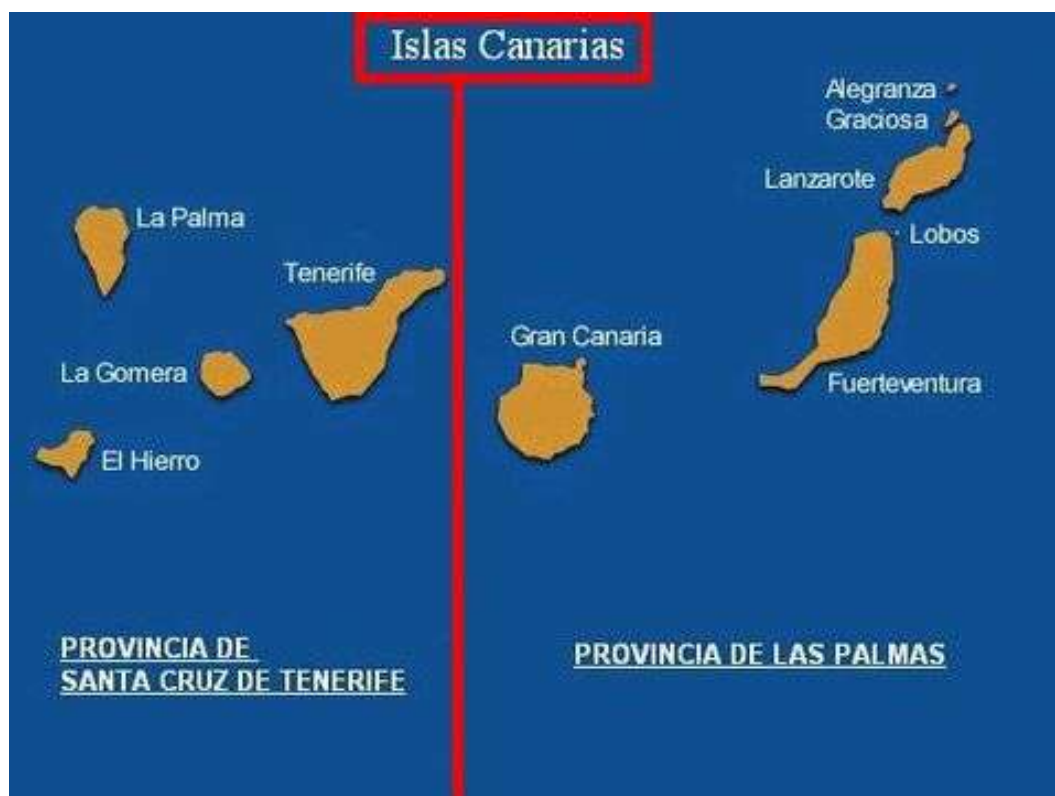 Islas Canarias
Alegranza
Graciosa
Lanzarote
La Palma
Lobos
Tenerife
Gran Canaria
La Gomera
Fuerteventura
El Hierro
PROVINCIA DE
SANTA CRUZ DE TENERIFE
PROVINCIA DE LAS PALMAS